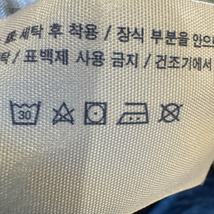 세탁 후 착용 / 장식 부분을 안으
/ 표백제 사용 금지 / 건조기에서
30